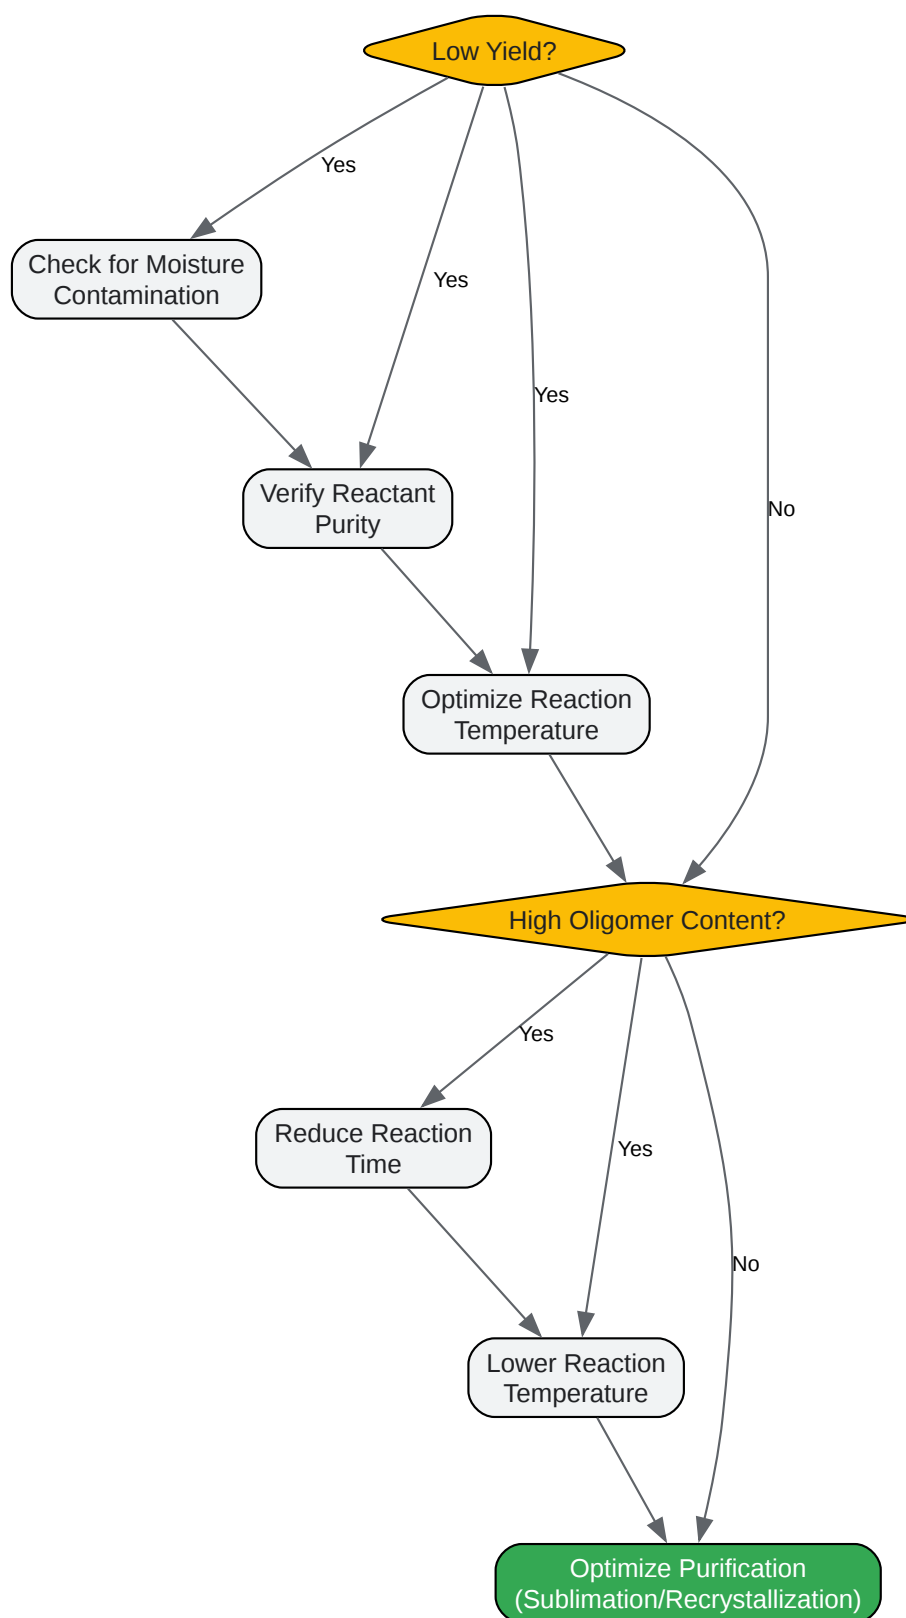 Low Yield?
Yes
Check for Moisture
Contamination
Yes
Yes
Verify Reactant
Purity
No
Optimize Reaction
Temperature
High Oligomer Content?
Yes
Reduce Reaction
Time
Yes
No
Lower Reaction
Temperature
Optimize Purification
(Sublimation/Recrystallization)